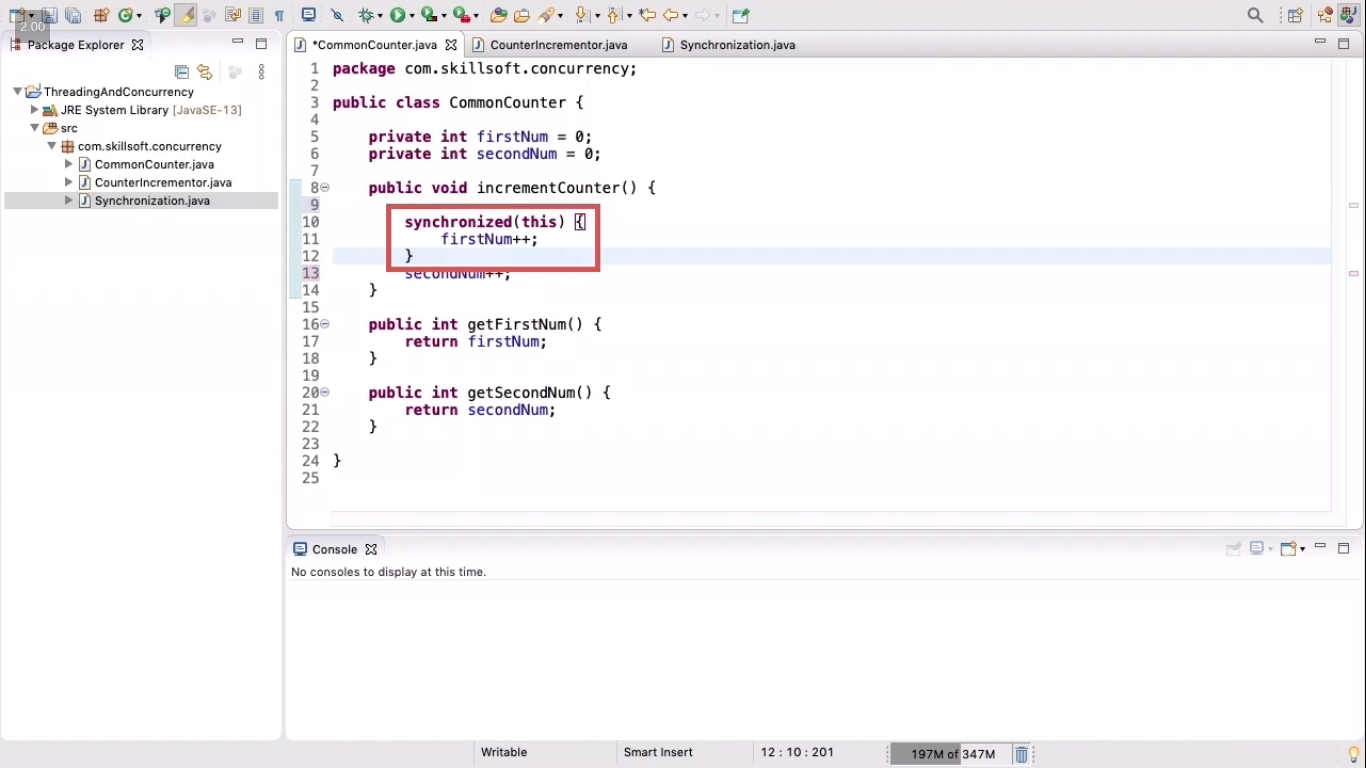 2.00
Package Explorer
ThreadingAndConcurrency
JRE System Library [JavaSE-13]
src
com.skillsoft.concurrency
CommonCounter.java
CounterIncrementor.java
Synchronization.java
*CommonCounter.java CounterIncrementor.java Synchronization.java
1 package com.skillsoft.concurrency;
2
3 public class CommonCounter {
4
5 private int firstNum = 0;
6 private int secondNum = 0;
7
8 public void incrementCounter() {
9
10 synchronized(this) {
11 firstNum++;
12 }
13 secondNum++;
14 }
15
16 public int getFirstNum() {
17 return firstNum;
18 }
19
20 public int getSecondNum() {
21 return secondNum;
22 }
23
24 }
25
Console
No consoles to display at this time.
Writable Smart Insert 12 : 10 : 201 197M of 347M